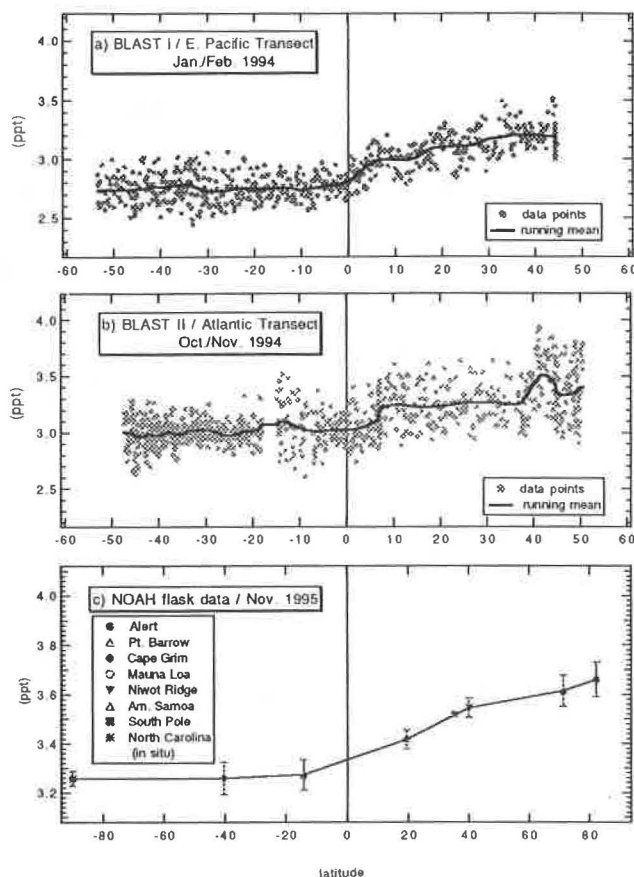 a) BLAST I / E. Pacific Transect
Jan./Feb. 1994
4.0
3.5
3.0
2.5
(ppt)
data points
running mean
-60 -50 -40 -30 -20 -10 0 10 20 30 40 50 60
b) BLAST II / Atlantic Transect
Oct./Nov. 1994
4.0
3.5
3.0
2.5
(ppt)
data points
running mean
-60 -50 -40 -30 -20 -10 0 10 20 30 40 50 60
c) NOAH flask data / Nov. 1995
Alert
Pt. Barrow
Cape Grim
Mauna Loa
Niwot Ridge
Am. Samoa
South Pole
North Carolina
(in situ)
4.0
3.8
3.6
3.4
3.2
(ppt)
-80 -60 -40 -20 0 20 40 60 80
latitude